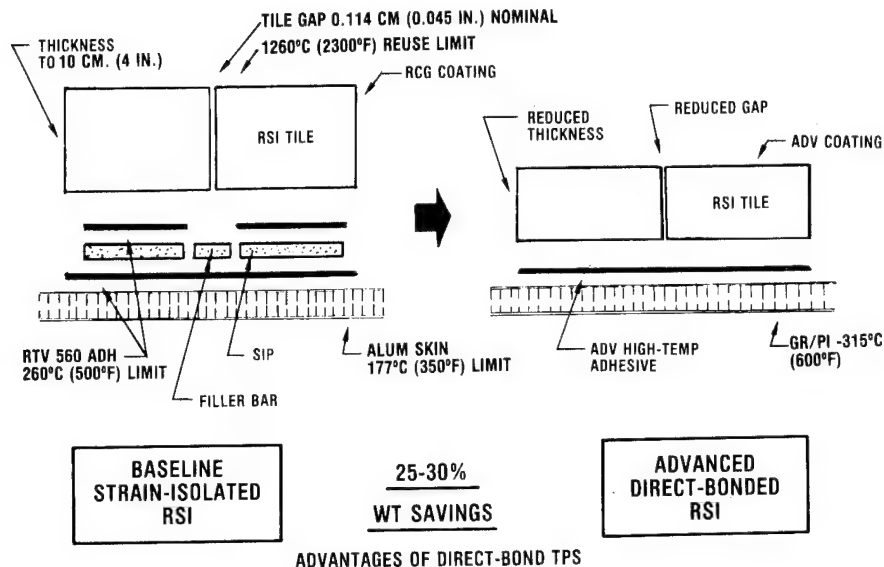 TILE GAP 0.114 CM (0.045 IN.) NOMINAL
1260°C (2300°F) REUSE LIMIT
THICKNESS
TO 10 CM. (4 IN.)
RCG COATING
RSI TILE
REDUCED
THICKNESS
REDUCED GAP
ADV COATING
RSI TILE
RTV 560 ADH
260°C (500°F) LIMIT
SIP
FILLER BAR
ALUM SKIN
177°C (350°F) LIMIT
ADV HIGH-TEMP
ADHESIVE
GR/PI -315°C
(600°F)
BASELINE
STRAIN-ISOLATED
RSI
25-30%
WT SAVINGS
ADVANCED
DIRECT-BONDED
RSI
ADVANTAGES OF DIRECT-BOND TPS